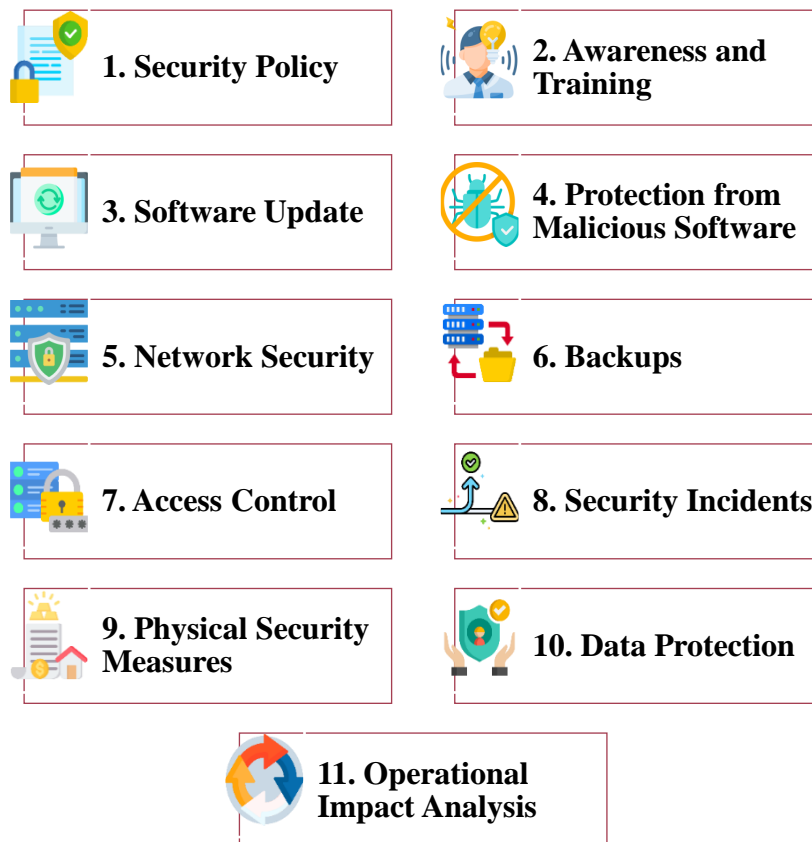 1. Security Policy
2. Awareness and
Training
3. Software Update
4. Protection from
Malicious Software
5. Network Security
6. Backups
7. Access Control
8. Security Incidents
9. Physical Security
Measures
10. Data Protection
11. Operational
Impact Analysis